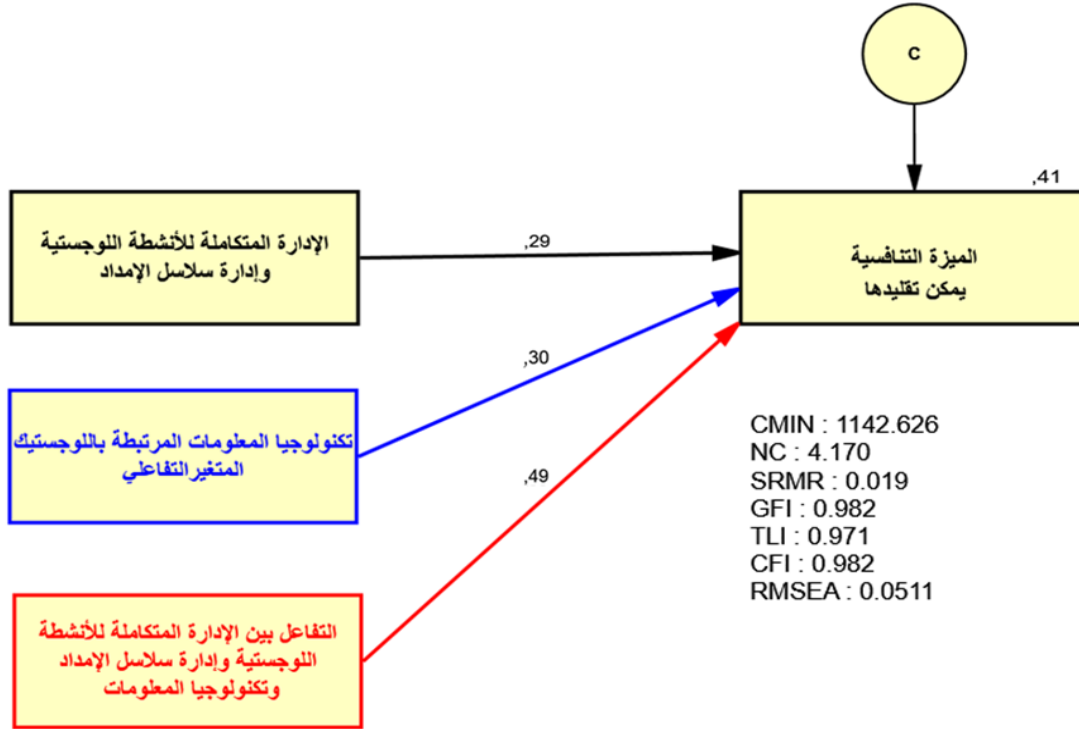 C
,41
الإدارة المتكاملة للأنشطة اللوجستية
وإدارة سلاسل الإمداد
,29
الميزة التنافسية
يمكن تقليدها
,30
تكنولوجيا المعلومات المرتبطة باللوجستيك
المتغيرالتفاعلي
,49
التفاعل بين الإدارة المتكاملة للأنشطة
اللوجستية وإدارة سلاسل الإمداد
وتكنولوجيا المعلومات
CMIN : 1142.626
NC : 4.170
SRMR : 0.019
GFI : 0.982
TLI : 0.971
CFI : 0.982
RMSEA : 0.0511